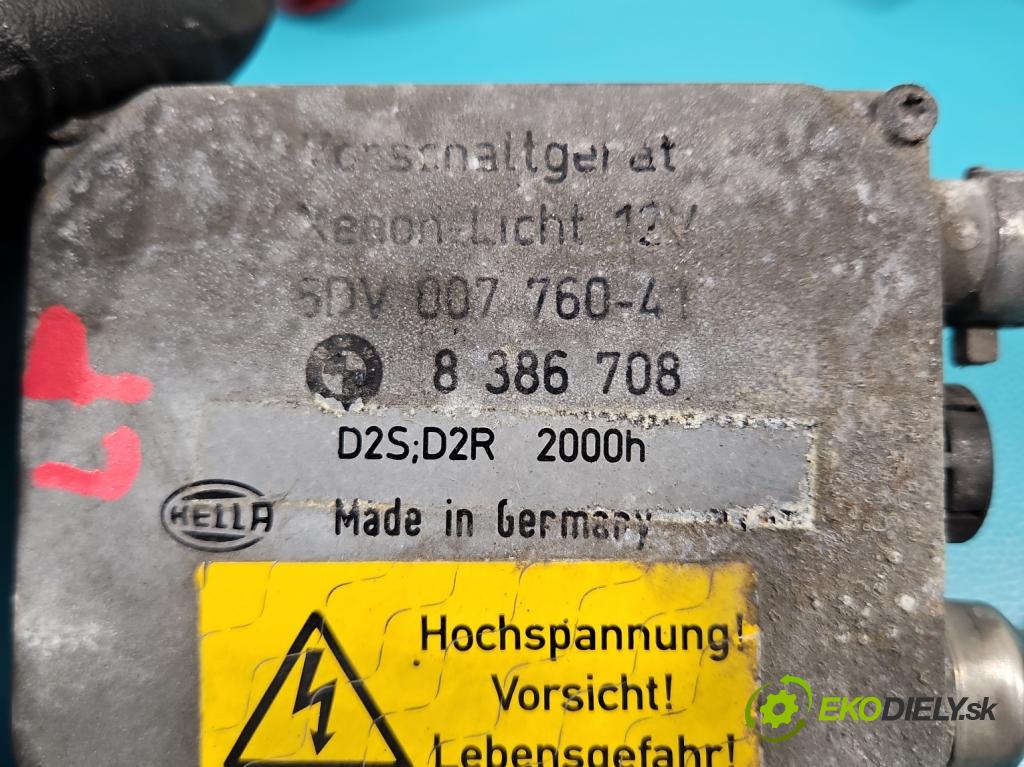 Vorschaltgerät
Xenon-Licht 12V
5DV 007 760-41
8 386 708
D2S;D2R 2000h
HELLA Made in Germany
Hochspannung!
Vorsicht!
Lebensgefahr!
EKODIELY.sk